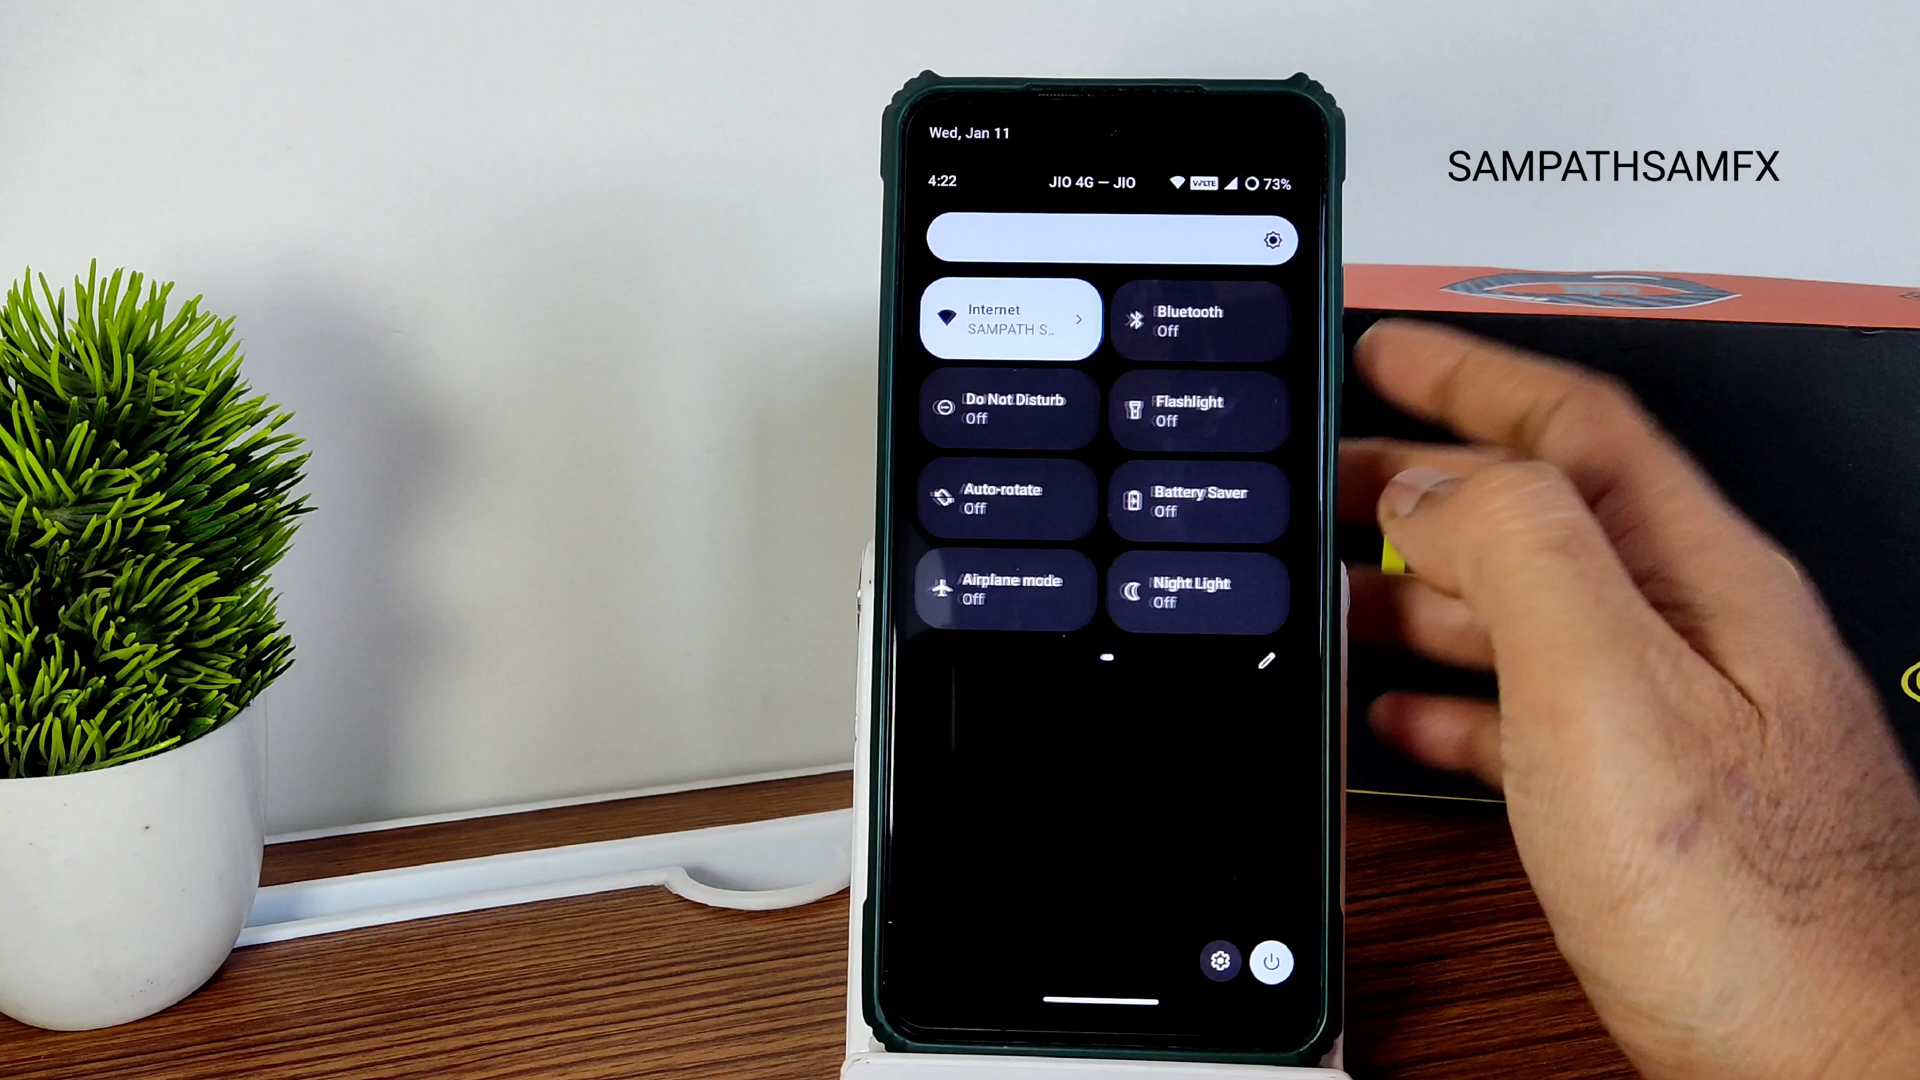 SAMPATHSAMFX
Wed, Jan 11
4:22 JIO 4G — JIO VoLTE 73%
Internet
SAMPATH S..
Bluetooth
Off
Do Not Disturb
Off
Flashlight
Off
Auto-rotate
Off
Battery Saver
Off
Airplane mode
Off
Night Light
Off